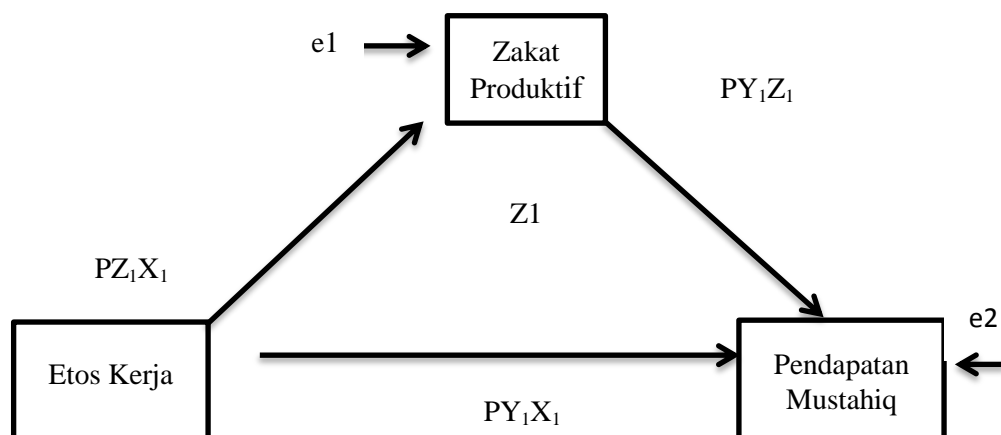 e1
Zakat
Produktif
PY₁Z₁
Z1
PZ₁X₁
e2
Etos Kerja
Pendapatan
Mustahiq
PY₁X₁